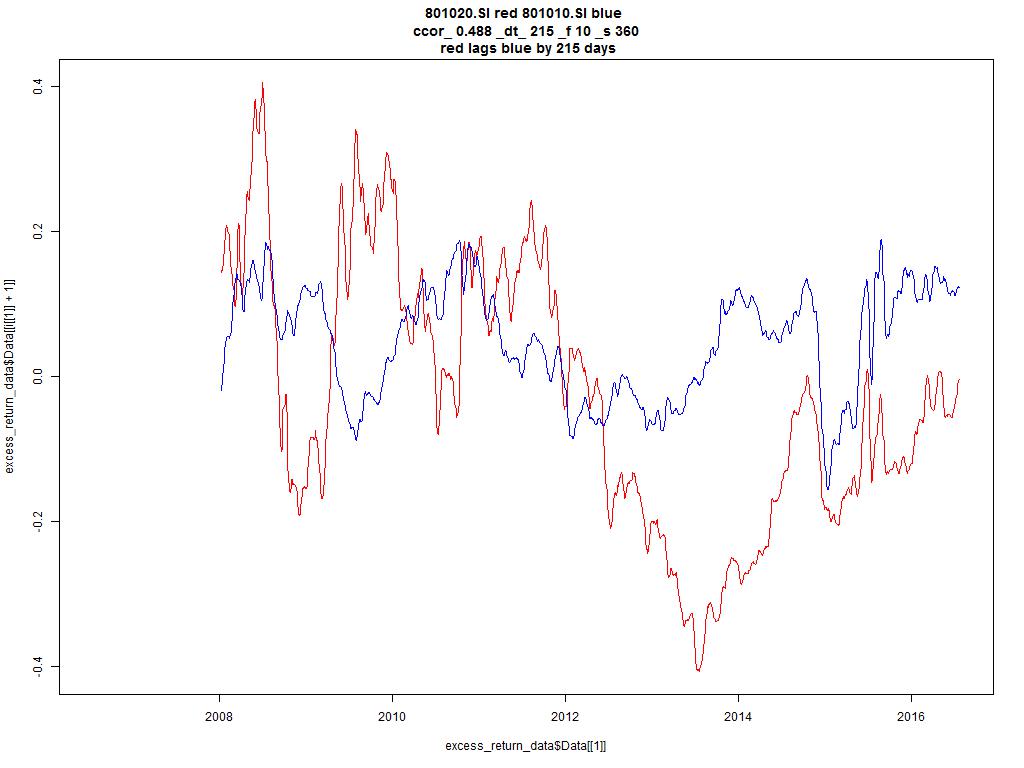 801020.SI red 801010.SI blue
ccor_ 0.488 _dt_ 215 _f 10 _s 360
red lags blue by 215 days
0.4
0.2
0.0
-0.2
-0.4
excess_return_data$Data[[i[1] + 1]]
2008 2010 2012 2014 2016
excess_return_data$Data[[1]]